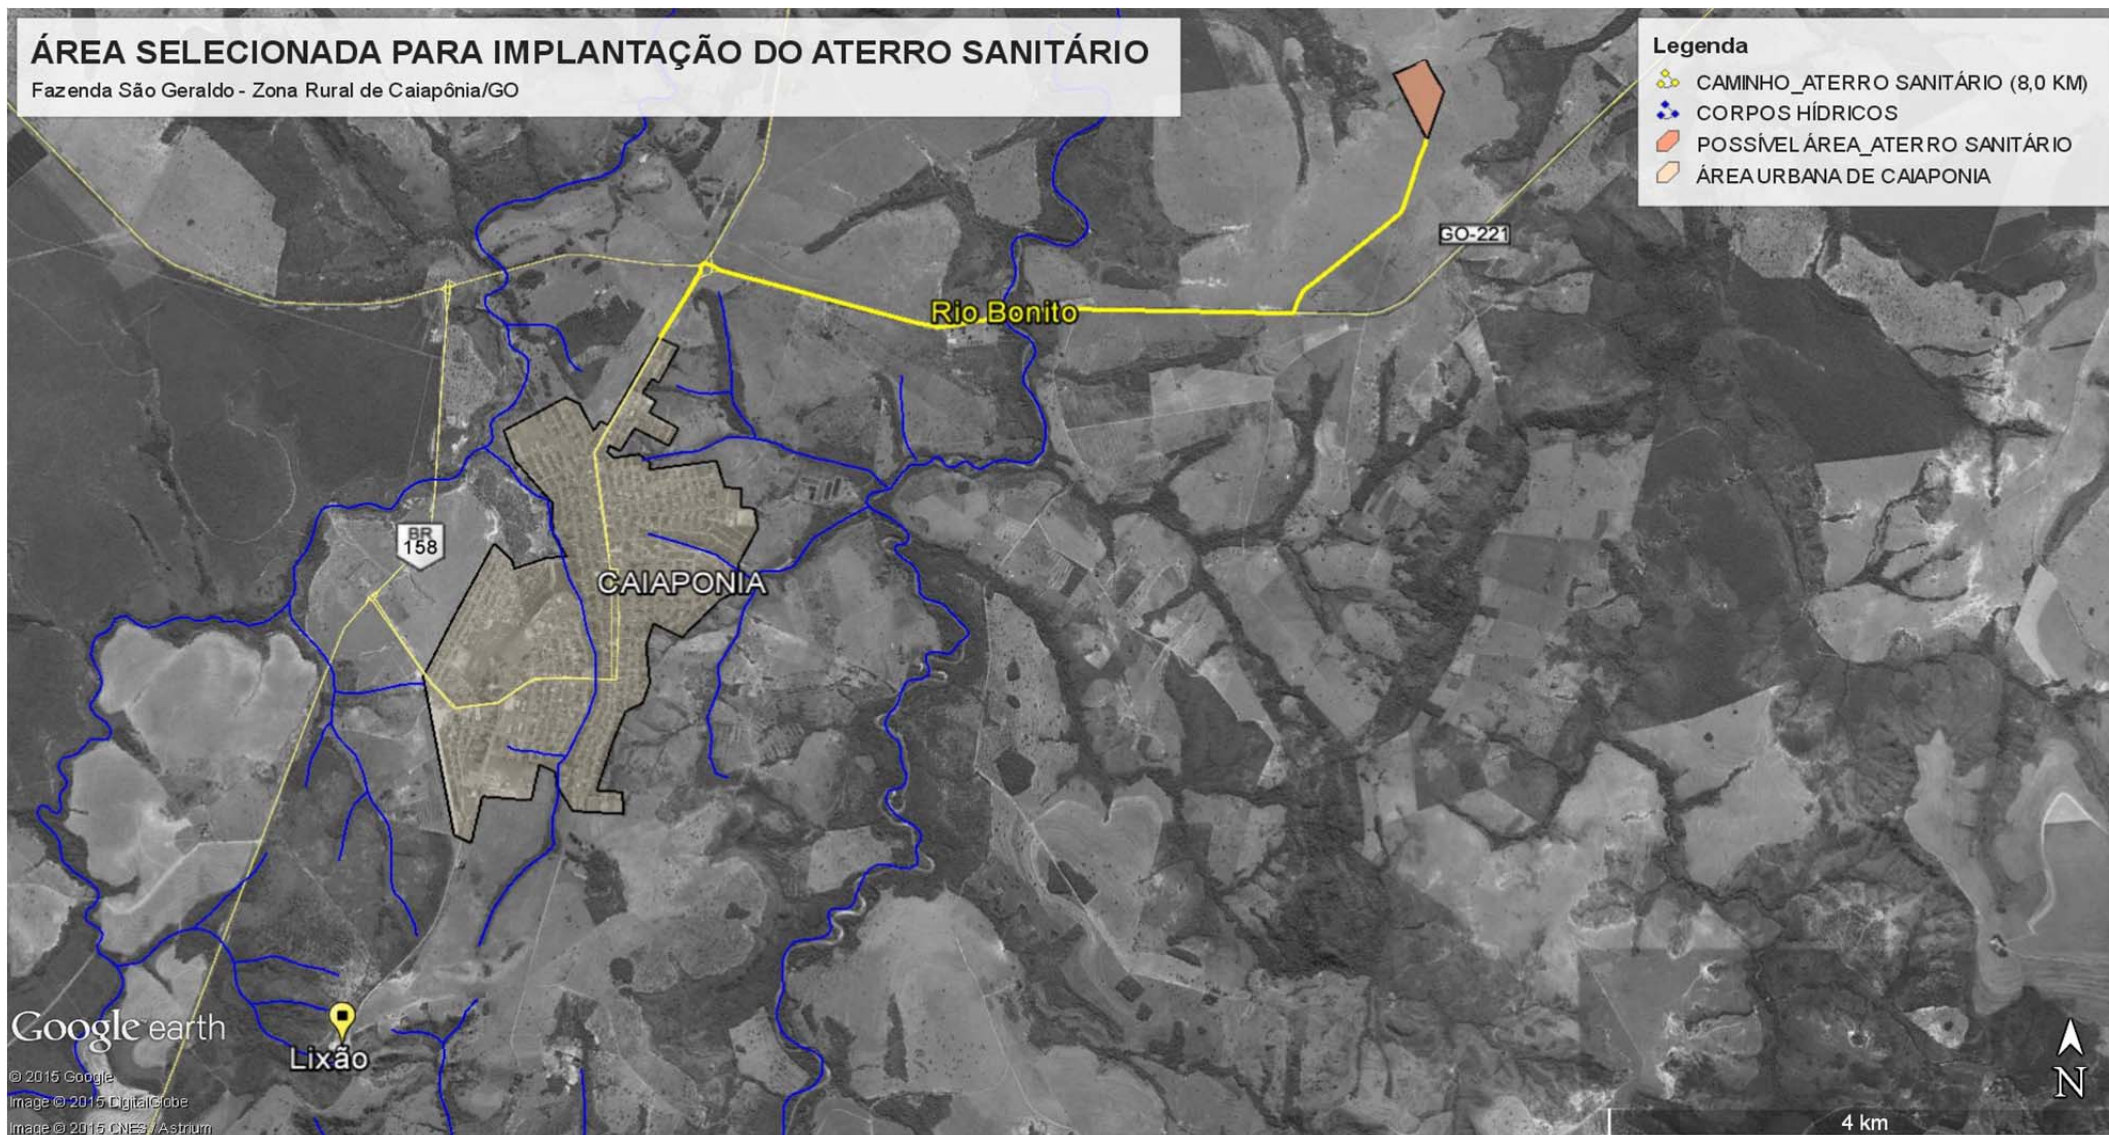 ÁREA SELECIONADA PARA IMPLANTAÇÃO DO ATERRO SANITÁRIO
Fazenda São Geraldo - Zona Rural de Caiapônia/GO
Legenda
CAMINHO_ATERRO SANITÁRIO (8,0 KM)
CORPOS HÍDRICOS
POSSÍVEL ÁREA_ATERRO SANITÁRIO
ÁREA URBANA DE CAIAPONIA
GO-221
Rio Bonito
BR
158
CAIAPONIA
Lixão
Google earth
© 2015 Google
Image © 2015 DigitalGlobe
Image © 2015 CNES / Astrium
N
4 km